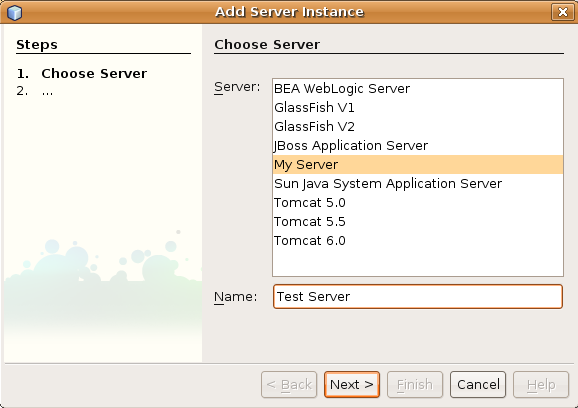 Add Server Instance
Steps
1. Choose Server
2. ...
Choose Server
Server:
BEA WebLogic Server
GlassFish V1
GlassFish V2
JBoss Application Server
My Server
Sun Java System Application Server
Tomcat 5.0
Tomcat 5.5
Tomcat 6.0
Name: Test Server
< Back Next > Finish Cancel Help